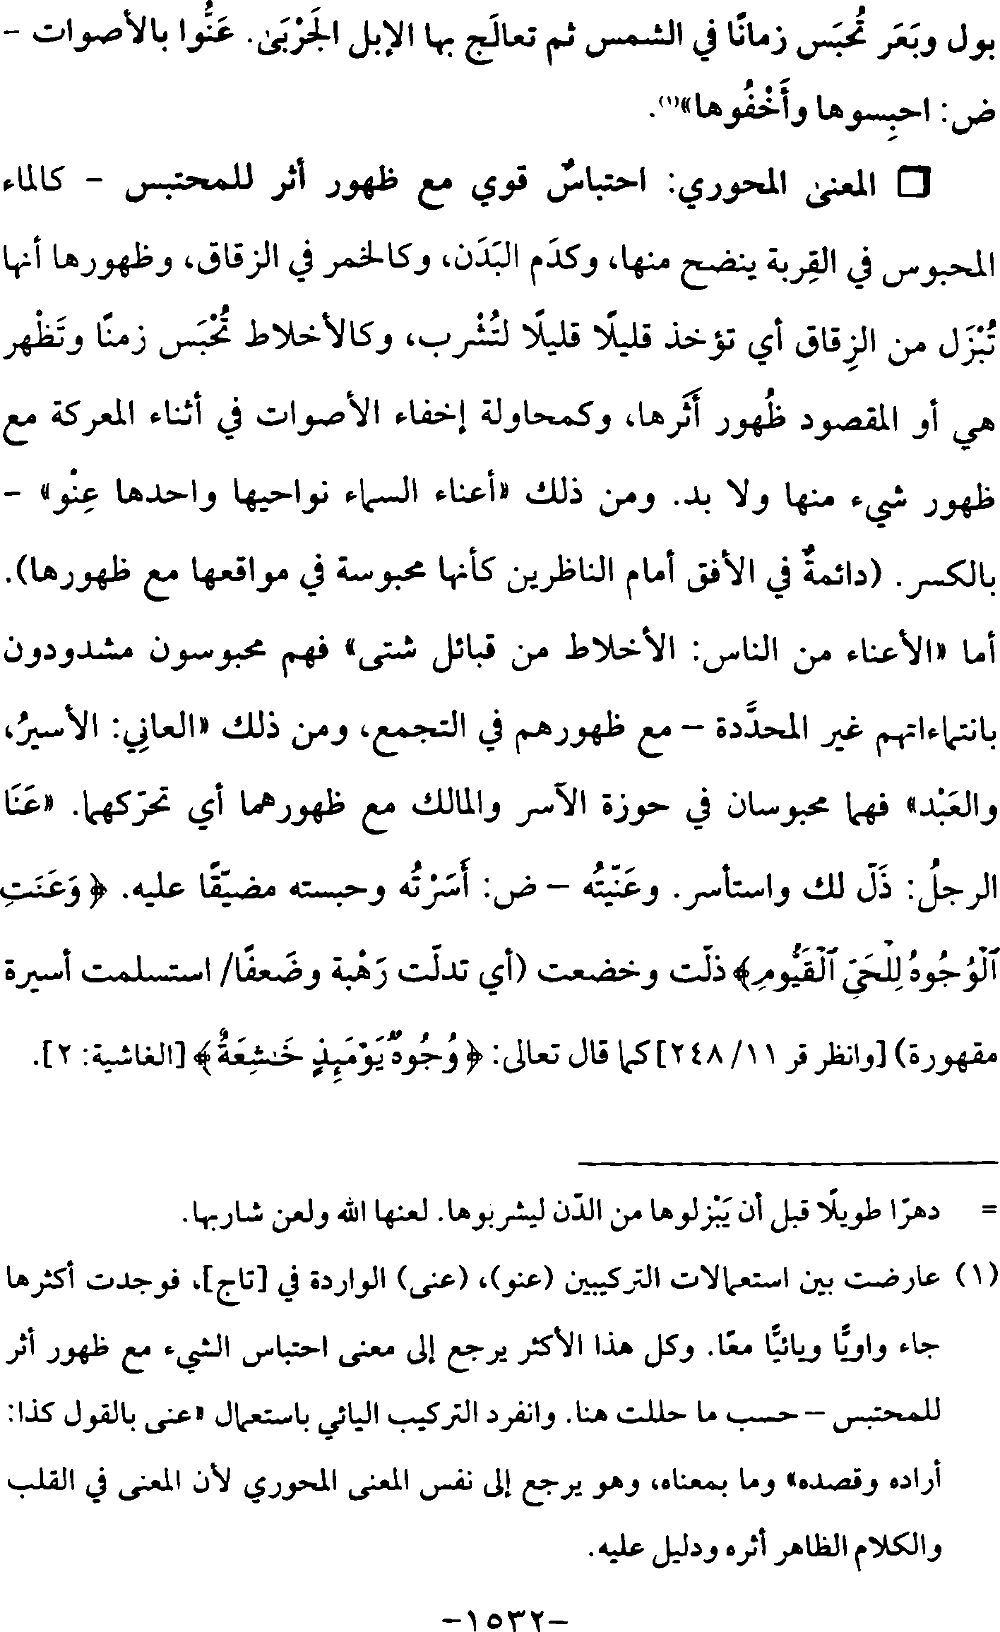 بول وبَعَر تُحبَس زمانًا في الشمس ثم تعالَج بها الإبل الجَرْبَىٰ. عَنُّوا بالأصوات –
ض: احبِسوها وأَخْفُوها»⁽¹⁾.
□ المعنىٰ المحوري: احتباسٌ قوي مع ظهور أثر للمحتبس – كالماء
المحبوس في القِربة ينضح منها، وكدَم البَدَن، وكالخمر في الزقاق، وظهورها أنها
تُبْزَل من الزِقاق أي تؤخذ قليلًا قليلًا لتُشْرب، وكالأخلاط تُحْبَس زمنًا وتَظْهر
هي أو المقصود ظُهور أَثَرها، وكمحاولة إخفاء الأصوات في أثناء المعركة مع
ظهور شيء منها ولا بد. ومن ذلك «أعناء السماء نواحيها واحدها عِنْو» –
بالكسر. (دائمةٌ في الأفق أمام الناظرين كأنها محبوسة في مواقعها مع ظهورها).
أما «الأعناء من الناس: الأخلاط من قبائل شتى» فهم محبوسون مشدودون
بانتماءاتهم غير المحدَّدة – مع ظهورهم في التجمع، ومن ذلك «العانِي: الأسيرُ،
والعَبْد» فهما محبوسان في حوزة الآسر والمالك مع ظهورهما أي تحرّكهما. «عَنَا
الرجلُ: ذَلّ لك واستأسر. وعَنّيتُه – ض: أَسَرْتُه وحبسته مضيّقًا عليه. ﴿وَعَنَتِ
ٱلْوُجُوهُ لِلْحَىِّ ٱلْقَيُّومِ﴾ ذلّت وخضعت (أي تدلّت رَهْبة وضَعفًا/ استسلمت أسيرة
مقهورة) [وانظر قر ١١/ ٢٤٨] كما قال تعالى: ﴿وُجُوهٌ يَوْمَئِذٍ خَـٰشِعَةٌ﴾ [الغاشية: ٢].
= دهرًا طويلًا قبل أن يَبْزلوها من الدّن ليشربوها. لعنها الله ولعن شاربها.
(١) عارضت بين استعمالات التركيبين (عنو)، (عنى) الواردة في [تاج]، فوجدت أكثرها
جاء واويًّا ويائيًّا معًا. وكل هذا الأكثر يرجع إلى معنى احتباس الشيء مع ظهور أثر
للمحتبس – حسب ما حللت هنا. وانفرد التركيب اليائي باستعمال «عنى بالقول كذا:
أراده وقصده» وما بمعناه، وهو يرجع إلى نفس المعنى المحوري لأن المعنى في القلب
والكلام الظاهر أثره ودليل عليه.
–١٥٣٢–